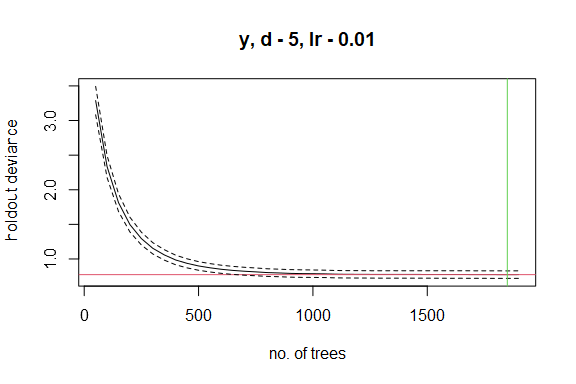 y, d - 5, lr - 0.01
holdout deviance
3.0
2.0
1.0
0 500 1000 1500
no. of trees